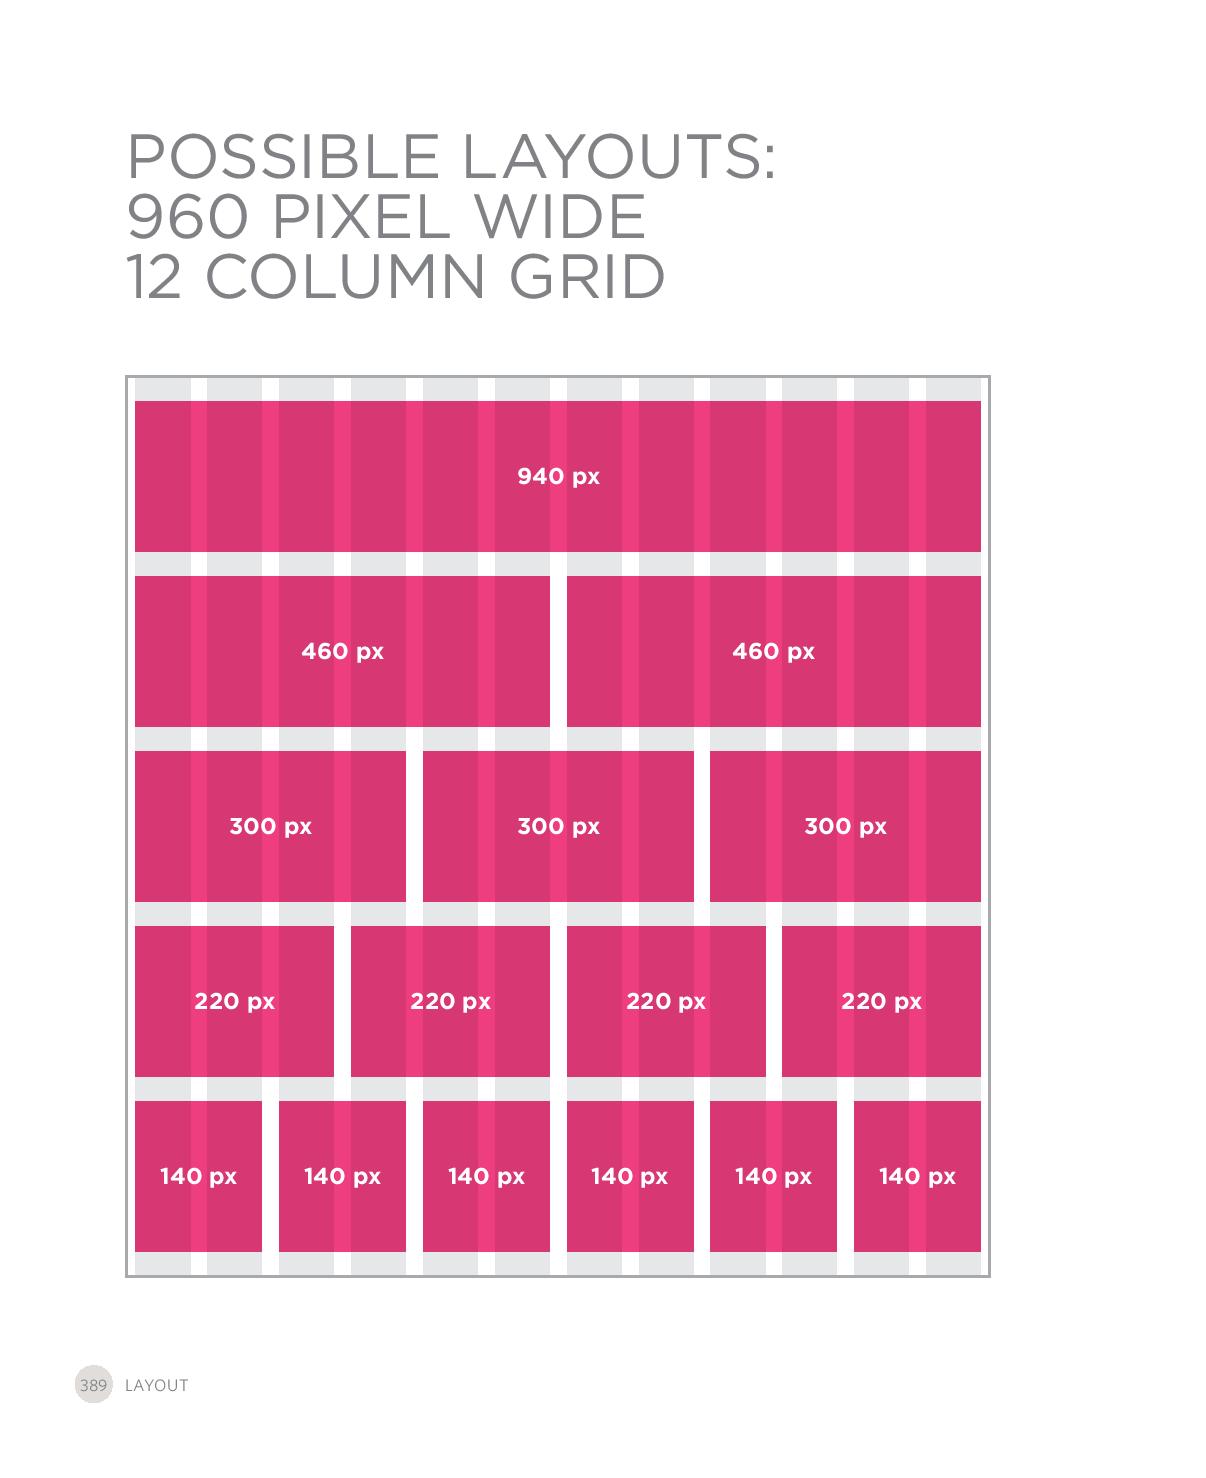 POSSIBLE LAYOUTS:
960 PIXEL WIDE
12 COLUMN GRID
940 px
460 px 460 px
300 px 300 px 300 px
220 px 220 px 220 px 220 px
140 px 140 px 140 px 140 px 140 px 140 px
389 LAYOUT